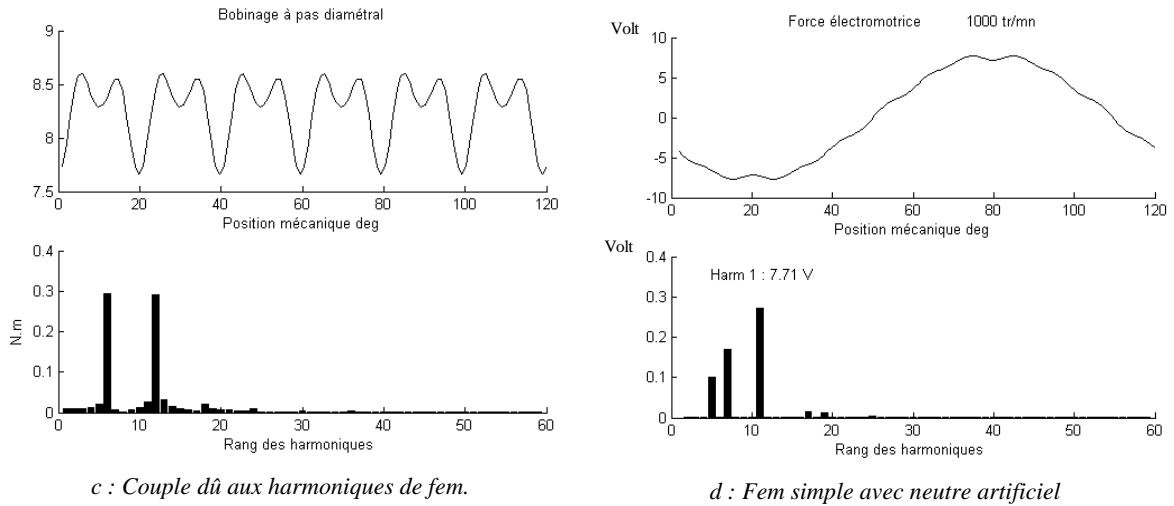 Bobinage à pas diamétral
9
8.5
8
7.5
0 20 40 60 80 100 120
Position mécanique deg
0.4
0.3
0.2
0.1
0
N.m
0 10 20 30 40 50 60
Rang des harmoniques
c : Couple dû aux harmoniques de fem.
Volt
Force électromotrice 1000 tr/mn
10
5
0
-5
-10
0 20 40 60 80 100 120
Position mécanique deg
Volt
0.4
Harm 1 : 7.71 V
0.3
0.2
0.1
0
0 10 20 30 40 50 60
Rang des harmoniques
d : Fem simple avec neutre artificiel